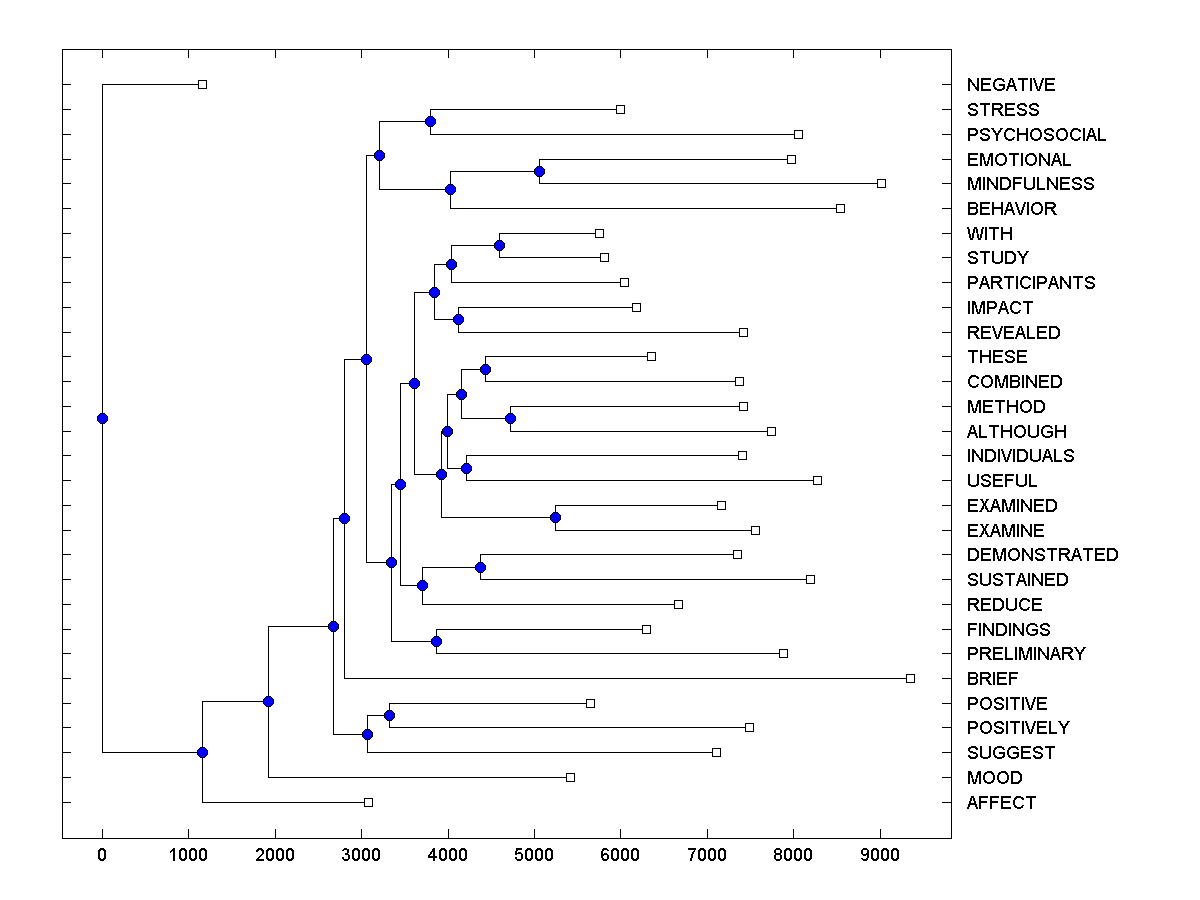 NEGATIVE
STRESS
PSYCHOSOCIAL
EMOTIONAL
MINDFULNESS
BEHAVIOR
WITH
STUDY
PARTICIPANTS
IMPACT
REVEALED
THESE
COMBINED
METHOD
ALTHOUGH
INDIVIDUALS
USEFUL
EXAMINED
EXAMINE
DEMONSTRATED
SUSTAINED
REDUCE
FINDINGS
PRELIMINARY
BRIEF
POSITIVE
POSITIVELY
SUGGEST
MOOD
AFFECT
0 1000 2000 3000 4000 5000 6000 7000 8000 9000